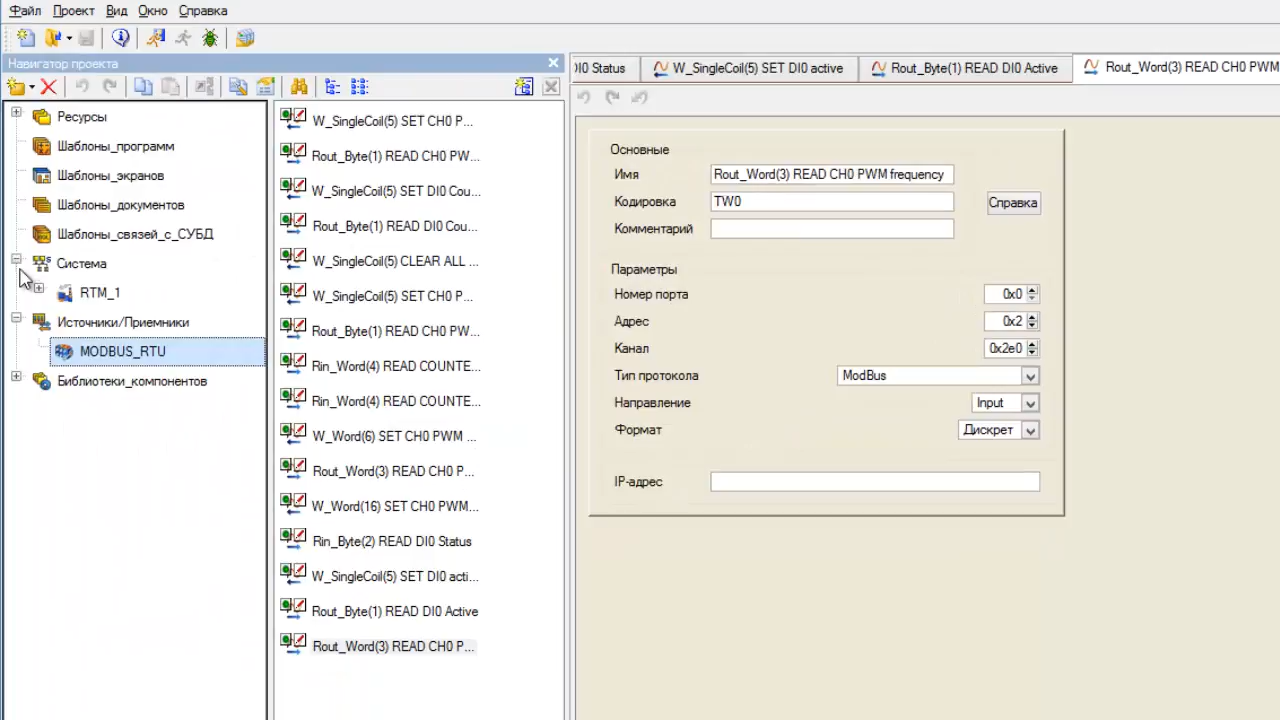 Файл Проект Вид Окно Справка
Навигатор проекта
Ресурсы
Шаблоны_программ
Шаблоны_экранов
Шаблоны_документов
Шаблоны_связей_с_СУБД
Система
RTM_1
Источники/Приемники
MODBUS_RTU
Библиотеки_компонентов
W_SingleCoil(5) SET CH0 P...
Rout_Byte(1) READ CH0 PW...
W_SingleCoil(5) SET DI0 Cou...
Rout_Byte(1) READ DI0 Cou...
W_SingleCoil(5) CLEAR ALL ...
W_SingleCoil(5) SET CH0 P...
Rout_Byte(1) READ CH0 PW...
Rin_Word(4) READ COUNTE...
Rin_Word(4) READ COUNTE...
W_Word(6) SET CH0 PWM ...
Rout_Word(3) READ CH0 P...
W_Word(16) SET CH0 PWM...
Rin_Byte(2) READ DI0 Status
W_SingleCoil(5) SET DI0 acti...
Rout_Byte(1) READ DI0 Active
Rout_Word(3) READ CH0 P...
DI0 Status W_SingleCoil(5) SET DI0 active Rout_Byte(1) READ DI0 Active Rout_Word(3) READ CH0 PWM
Основные
Имя Rout_Word(3) READ CH0 PWM frequency
Кодировка TW0 Справка
Комментарий
Параметры
Номер порта 0x0
Адрес 0x2
Канал 0x2e0
Тип протокола ModBus
Направление Input
Формат Дискрет
IP-адрес